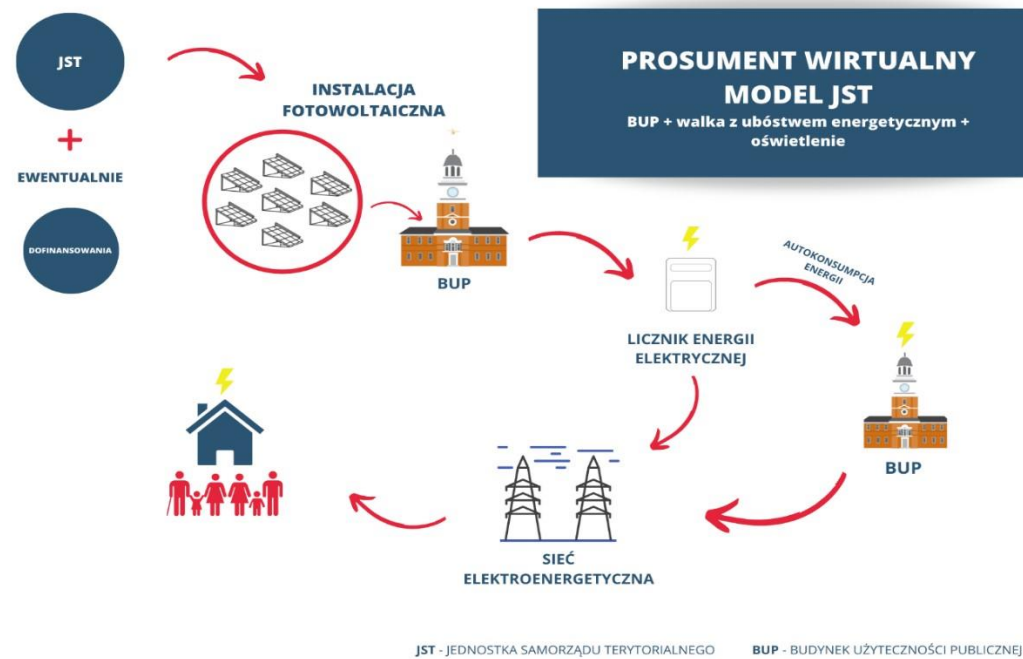 JST
EWENTUALNIE
DOFINANSOWANIA
INSTALACJA
FOTOWOLTAICZNA
BUP
PROSUMENT WIRTUALNY
MODEL JST
BUP + walka z ubóstwem energetycznym +
oświetlenie
LICZNIK ENERGII
ELEKTRYCZNEJ
AUTOKONSUMPCJA
ENERGII
BUP
SIEĆ
ELEKTROENERGETYCZNA
JST - JEDNOSTKA SAMORZĄDU TERYTORIALNEGO
BUP - BUDYNEK UŻYTECZNOŚCI PUBLICZNEJ